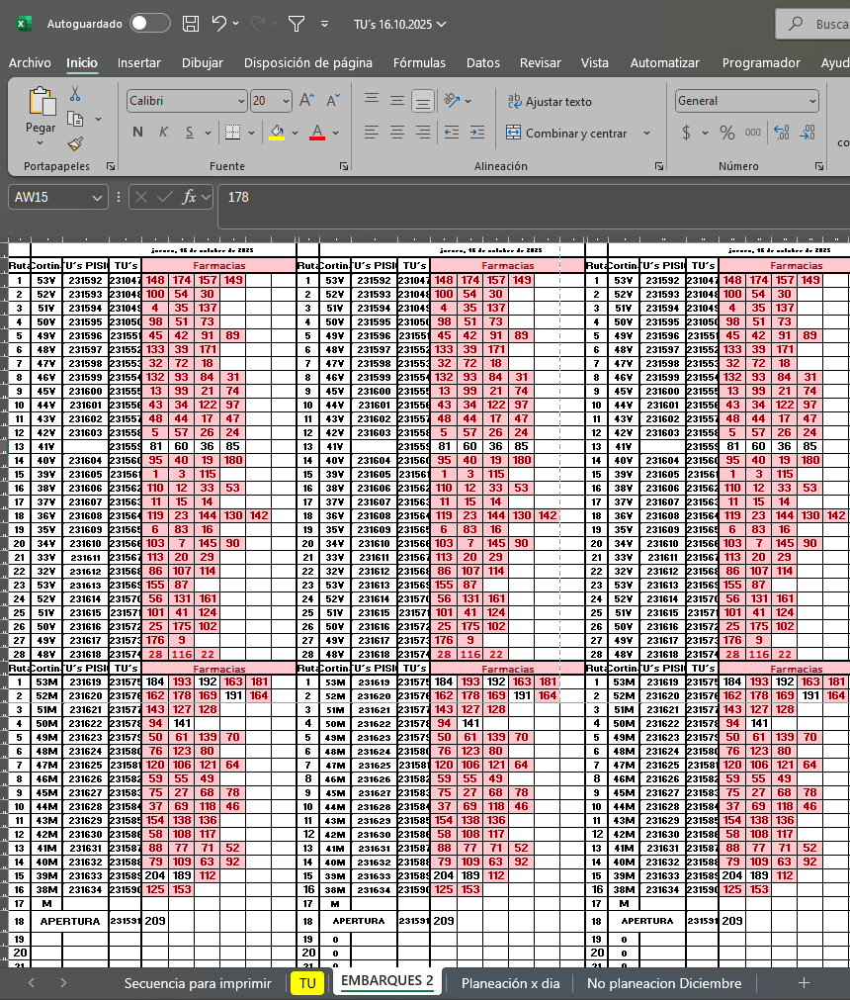 Autoguardado TU´s 16.10.2025 Busca
Archivo Inicio Insertar Dibujar Disposición de página Fórmulas Datos Revisar Vista Automatizar Programador Ayud
Pegar Calibri 20 A A ab Ajustar texto General
N K S A Combinar y centrar $ % 000 co
Portapapeles Fuente Alineación Número
AW15 fx 178
jueves, 16 de octubre de 2025 jueves, 16 de octubre de 2025 jueves, 16 de octubre de 2025
Ruta Cortina TU´s PISI TU´s Farmacias Ruta Cortina TU´s PISI TU´s Farmacias Ruta Cortina TU´s PISI TU´s Farmacias
1 53V 231592 231047 148 174 157 149 1 53V 231592 231047 148 174 157 149 1 53V 231592 231047 148 174 157 149
2 52V 231593 231048 100 54 30 2 52V 231593 231048 100 54 30 2 52V 231593 231048 100 54 30
3 51V 231594 231049 4 35 137 3 51V 231594 231049 4 35 137 3 51V 231594 231049 4 35 137
4 50V 231595 231050 98 51 73 4 50V 231595 231050 98 51 73 4 50V 231595 231050 98 51 73
5 49V 231596 231551 45 42 91 89 5 49V 231596 231551 45 42 91 89 5 49V 231596 231551 45 42 91 89
6 48V 231597 231552 133 39 171 6 48V 231597 231552 133 39 171 6 48V 231597 231552 133 39 171
7 47V 231598 231553 32 72 18 7 47V 231598 231553 32 72 18 7 47V 231598 231553 32 72 18
8 46V 231599 231554 132 93 84 31 8 46V 231599 231554 132 93 84 31 8 46V 231599 231554 132 93 84 31
9 45V 231600 231555 13 99 21 74 9 45V 231600 231555 13 99 21 74 9 45V 231600 231555 13 99 21 74
10 44V 231601 231556 43 34 122 97 10 44V 231601 231556 43 34 122 97 10 44V 231601 231556 43 34 122 97
11 43V 231602 231557 48 44 17 47 11 43V 231602 231557 48 44 17 47 11 43V 231602 231557 48 44 17 47
12 42V 231603 231558 5 57 26 24 12 42V 231603 231558 5 57 26 24 12 42V 231603 231558 5 57 26 24
13 41V 231559 81 60 36 85 13 41V 231559 81 60 36 85 13 41V 231559 81 60 36 85
14 40V 231604 231560 95 40 19 180 14 40V 231604 231560 95 40 19 180 14 40V 231604 231560 95 40 19 180
15 39V 231605 231561 1 3 115 15 39V 231605 231561 1 3 115 15 39V 231605 231561 1 3 115
16 38V 231606 231562 110 12 33 53 16 38V 231606 231562 110 12 33 53 16 38V 231606 231562 110 12 33 53
17 37V 231607 231563 11 15 14 17 37V 231607 231563 11 15 14 17 37V 231607 231563 11 15 14
18 36V 231608 231564 119 23 144 130 142 18 36V 231608 231564 119 23 144 130 142 18 36V 231608 231564 119 23 144 130 142
19 35V 231609 231565 6 83 16 19 35V 231609 231565 6 83 16 19 35V 231609 231565 6 83 16
20 34V 231610 231566 103 7 145 90 20 34V 231610 231566 103 7 145 90 20 34V 231610 231566 103 7 145 90
21 33V 231611 231567 113 20 29 21 33V 231611 231567 113 20 29 21 33V 231611 231567 113 20 29
22 32V 231612 231568 86 107 114 22 32V 231612 231568 86 107 114 22 32V 231612 231568 86 107 114
23 53V 231613 231569 155 87 23 53V 231613 231569 155 87 23 53V 231613 231569 155 87
24 52V 231614 231570 56 131 161 24 52V 231614 231570 56 131 161 24 52V 231614 231570 56 131 161
25 51V 231615 231571 101 41 124 25 51V 231615 231571 101 41 124 25 51V 231615 231571 101 41 124
26 50V 231616 231572 25 175 102 26 50V 231616 231572 25 175 102 26 50V 231616 231572 25 175 102
27 49V 231617 231573 176 9 27 49V 231617 231573 176 9 27 49V 231617 231573 176 9
28 48V 231618 231574 28 116 22 28 48V 231618 231574 28 116 22 28 48V 231618 231574 28 116 22
Ruta Cortina TU´s PISI TU´s Farmacias Ruta Cortina TU´s PISI TU´s Farmacias Ruta Cortina TU´s PISI TU´s Farmacias
1 53M 231619 231575 184 193 192 163 181 1 53M 231619 231575 184 193 192 163 181 1 53M 231619 231575 184 193 192 163 181
2 52M 231620 231576 162 178 169 191 164 2 52M 231620 231576 162 178 169 191 164 2 52M 231620 231576 162 178 169 191 164
3 51M 231621 231577 143 127 128 3 51M 231621 231577 143 127 128 3 51M 231621 231577 143 127 128
4 50M 231622 231578 94 141 4 50M 231622 231578 94 141 4 50M 231622 231578 94 141
5 49M 231623 231579 50 61 139 70 5 49M 231623 231579 50 61 139 70 5 49M 231623 231579 50 61 139 70
6 48M 231624 231580 76 123 80 6 48M 231624 231580 76 123 80 6 48M 231624 231580 76 123 80
7 47M 231625 231581 120 106 121 64 7 47M 231625 231581 120 106 121 64 7 47M 231625 231581 120 106 121 64
8 46M 231626 231582 59 55 49 8 46M 231626 231582 59 55 49 8 46M 231626 231582 59 55 49
9 45M 231627 231583 75 27 68 78 9 45M 231627 231583 75 27 68 78 9 45M 231627 231583 75 27 68 78
10 44M 231628 231584 37 69 118 46 10 44M 231628 231584 37 69 118 46 10 44M 231628 231584 37 69 118 46
11 43M 231629 231585 154 138 136 11 43M 231629 231585 154 138 136 11 43M 231629 231585 154 138 136
12 42M 231630 231586 58 108 117 12 42M 231630 231586 58 108 117 12 42M 231630 231586 58 108 117
13 41M 231631 231587 88 77 71 52 13 41M 231631 231587 88 77 71 52 13 41M 231631 231587 88 77 71 52
14 40M 231632 231588 79 109 63 92 14 40M 231632 231588 79 109 63 92 14 40M 231632 231588 79 109 63 92
15 39M 231633 231589 204 189 112 15 39M 231633 231589 204 189 112 15 39M 231633 231589 204 189 112
16 38M 231634 231590 125 153 16 38M 231634 231590 125 153 16 38M 231634 231590 125 153
17 M 17 M 17 M
18 APERTURA 231591 209 18 APERTURA 231591 209 18 APERTURA 231591 209
19 19 0 19 0
20 20 0 20 0
21 21 0 21 0
Secuencia para imprimir TU EMBARQUES 2 Planeación x dia No planeacion Diciembre